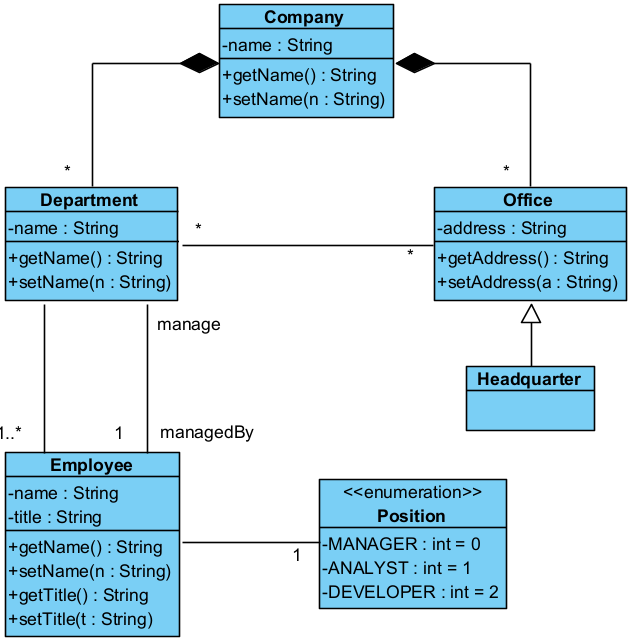 Company
-name : String
+getName() : String
+setName(n : String)
*
*
Department
-name : String
+getName() : String
+setName(n : String)
*
*
Office
-address : String
+getAddress() : String
+setAddress(a : String)
manage
Headquarter
1..*
1
managedBy
Employee
-name : String
-title : String
+getName() : String
+setName(n : String)
+getTitle() : String
+setTitle(t : String)
1
<<enumeration>>
Position
-MANAGER : int = 0
-ANALYST : int = 1
-DEVELOPER : int = 2